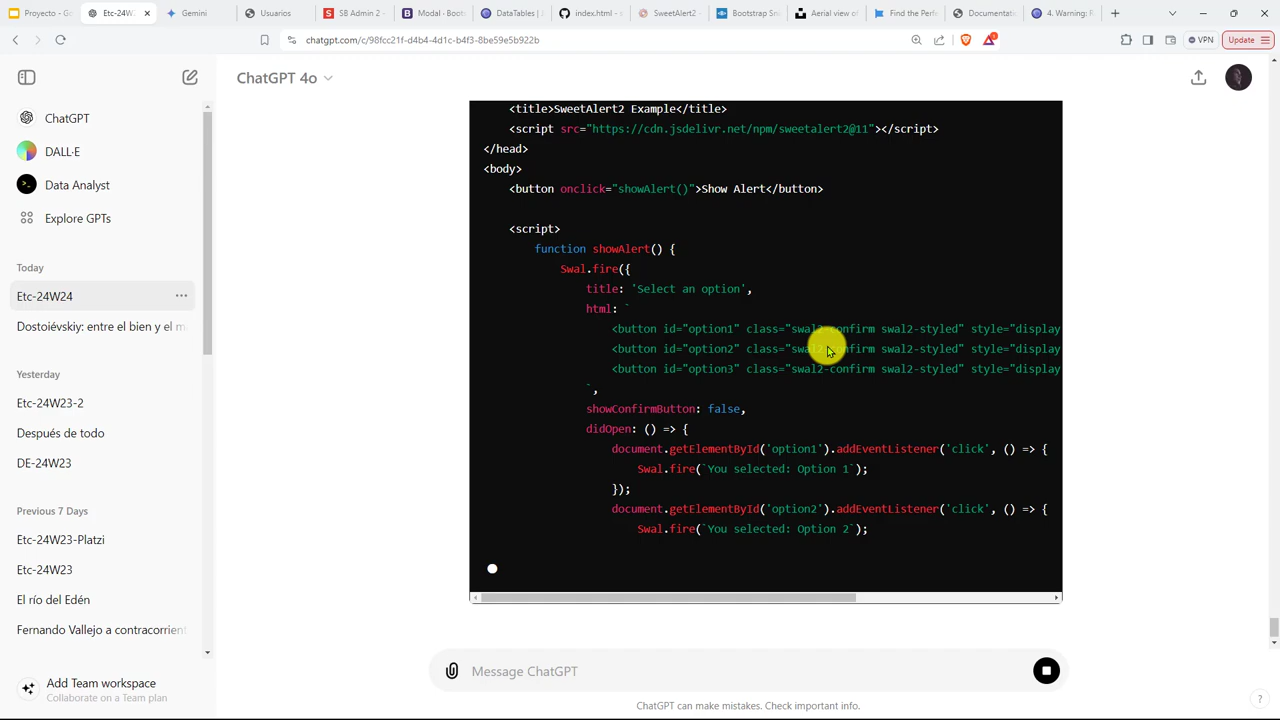 Proyecto - G
Etc-24W
Gemini
Usuarios
SB Admin 2 -
Modal · Boots
DataTables | J
index.html - s
SweetAlert2 -
Bootstrap Sni
Aerial view of
Find the Perfe
Documentati
4. Warning: R
chatgpt.com/c/98fcc21f-d4b4-4d1c-b4f3-8be59e5b922b
VPN
Update
ChatGPT 4o
ChatGPT
DALL·E
Data Analyst
Explore GPTs
Today
Etc-24W24
Dostoiévskiy: entre el bien y el m
Yesterday
Etc-24W23-2
Después de todo
DE-24W23
Previous 7 Days
Etc-24W23-Platzi
Etc-24W23
El río del Edén
Fernando Vallejo a contracorrient
Add Team workspace
Collaborate on a Team plan
<title>SweetAlert2 Example</title>
<script src="https://cdn.jsdelivr.net/npm/sweetalert2@11"></script>
</head>
<body>
<button onclick="showAlert()">Show Alert</button>
<script>
function showAlert() {
Swal.fire({
title: 'Select an option',
html: `
<button id="option1" class="swal2-confirm swal2-styled" style="display
<button id="option2" class="swal2-confirm swal2-styled" style="display
<button id="option3" class="swal2-confirm swal2-styled" style="display
`,
showConfirmButton: false,
didOpen: () => {
document.getElementById('option1').addEventListener('click', () => {
Swal.fire(`You selected: Option 1`);
});
document.getElementById('option2').addEventListener('click', () => {
Swal.fire(`You selected: Option 2`);
Message ChatGPT
ChatGPT can make mistakes. Check important info.
?